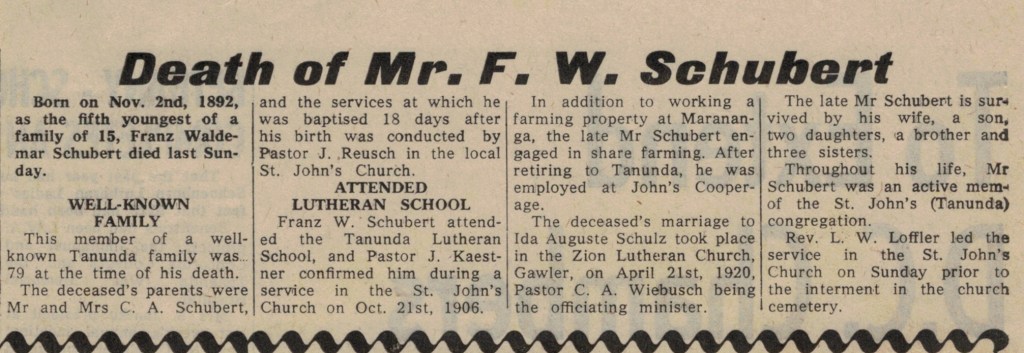 Death of Mr. F. W. Schubert
Born on Nov. 2nd, 1892,
as the fifth youngest of a
family of 15, Franz Walde-
mar Schubert died last Sun-
day.
WELL-KNOWN
FAMILY
This member of a well-
known Tanunda family was
79 at the time of his death.
The deceased's parents were
Mr and Mrs C. A. Schubert,
and the services at which he
was baptised 18 days after
his birth was conducted by
Pastor J. Reusch in the local
St. John's Church.
ATTENDED
LUTHERAN SCHOOL
Franz W. Schubert attend-
ed the Tanunda Lutheran
School, and Pastor J. Kaest-
ner confirmed him during a
service in the St. John's
Church on Oct. 21st, 1906.
In addition to working a
farming property at Maranan-
ga, the late Mr Schubert en-
gaged in share farming. After
retiring to Tanunda, he was
employed at John's Cooper-
age.
The deceased's marriage to
Ida Auguste Schulz took place
in the Zion Lutheran Church,
Gawler, on April 21st, 1920,
Pastor C. A. Wiebusch being
the officiating minister.
The late Mr Schubert is sur-
vived by his wife, a son,
two daughters, a brother and
three sisters.
Throughout his life, Mr
Schubert was an active mem-
of the St. John's (Tanunda)
congregation.
Rev. L. W. Loffler led the
service in the St. John's
Church on Sunday prior to
the interment in the church
cemetery.